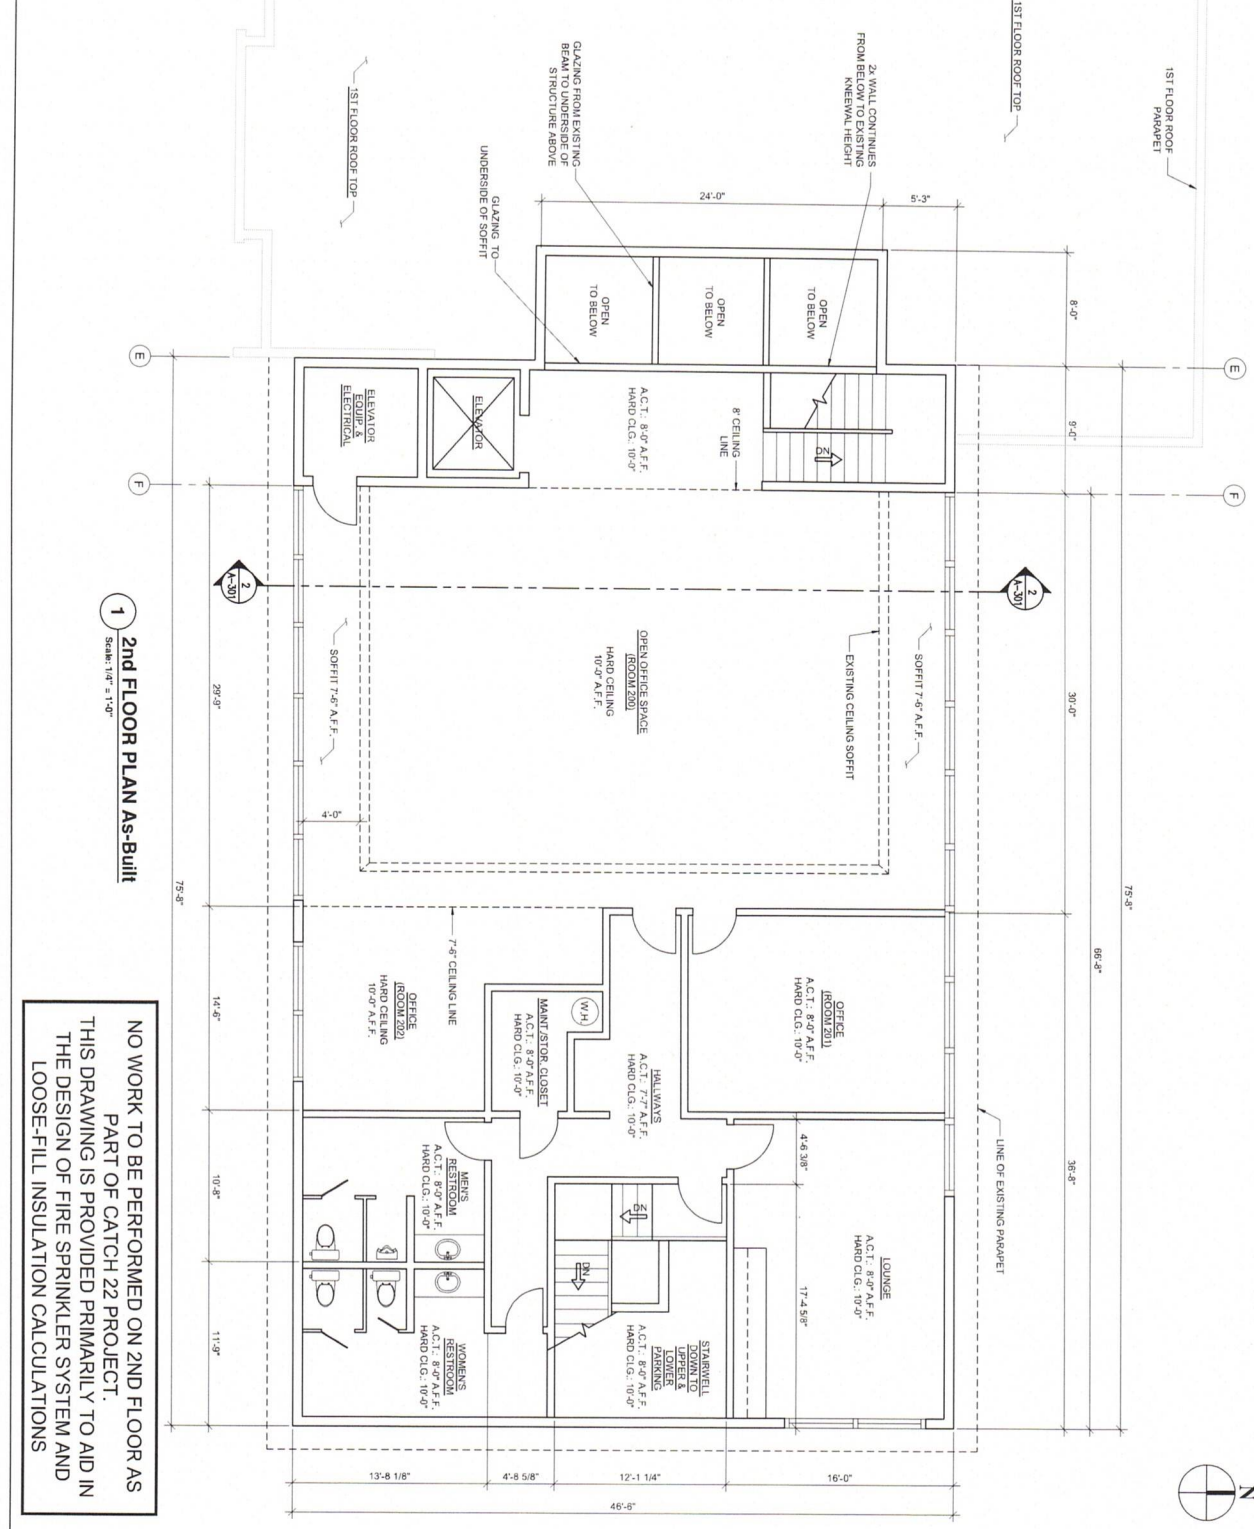 1ST FLOOR ROOF
PARAPET
1ST FLOOR ROOF TOP
2x WALL CONTINUES
FROM BELOW TO EXISTING
KNEEWAL HEIGHT
GLAZING FROM EXISTING
BEAM TO UNDERSIDE OF
STRUCTURE ABOVE
GLAZING TO
UNDERSIDE OF SOFFIT
1ST FLOOR ROOF TOP
24'-0"
5'-3"
8'-0"
9'-0"
30'-0"
36'-8"
75'-8"
66'-8"
E
F
E
F
OPEN
TO BELOW
OPEN
TO BELOW
OPEN
TO BELOW
ELEVATOR
EQUIP. &
ELECTRICAL
ELEVATOR
A.C.T.: 8'-0" A.F.F.
HARD CLG.: 10'-0"
8' CEILING
LINE
DN
2
A-301
2
A-301
SOFFIT 7'-6" A.F.F.
EXISTING CEILING SOFFIT
SOFFIT 7'-6" A.F.F.
OPEN OFFICE SPACE
(ROOM 200)
HARD CEILING
10'-0" A.F.F.
4'-0"
7'-6" CEILING LINE
OFFICE
(ROOM 202)
HARD CEILING
10'-0" A.F.F.
W.H.
MAINT./STOR. CLOSET
A.C.T.: 8'-0" A.F.F.
HARD CLG.: 10'-0"
HALLWAYS
A.C.T.: 7'-7" A.F.F.
HARD CLG.: 10'-0"
OFFICE
(ROOM 201)
A.C.T.: 8'-0" A.F.F.
HARD CLG.: 10'-0"
LINE OF EXISTING PARAPET
4'-6 3/8"
17'-4 5/8"
LOUNGE
A.C.T.: 8'-0" A.F.F.
HARD CLG.: 10'-0"
MEN'S
RESTROOM
A.C.T.: 8'-0" A.F.F.
HARD CLG.: 10'-0"
WOMEN'S
RESTROOM
A.C.T.: 8'-0" A.F.F.
HARD CLG.: 10'-0"
DN
DN
STAIRWELL
DOWN TO
UPPER &
LOWER
PARKING
A.C.T.: 8'-0" A.F.F.
HARD CLG.: 10'-0"
29'-9"
14'-6"
10'-8"
11'-9"
75'-8"
13'-8 1/8"
4'-8 5/8"
12'-1 1/4"
16'-0"
46'-6"
N
1
2nd FLOOR PLAN As-Built
Scale: 1/4" = 1'-0"
NO WORK TO BE PERFORMED ON 2ND FLOOR AS
PART OF CATCH 22 PROJECT.
THIS DRAWING IS PROVIDED PRIMARILY TO AID IN
THE DESIGN OF FIRE SPRINKLER SYSTEM AND
LOOSE-FILL INSULATION CALCULATIONS